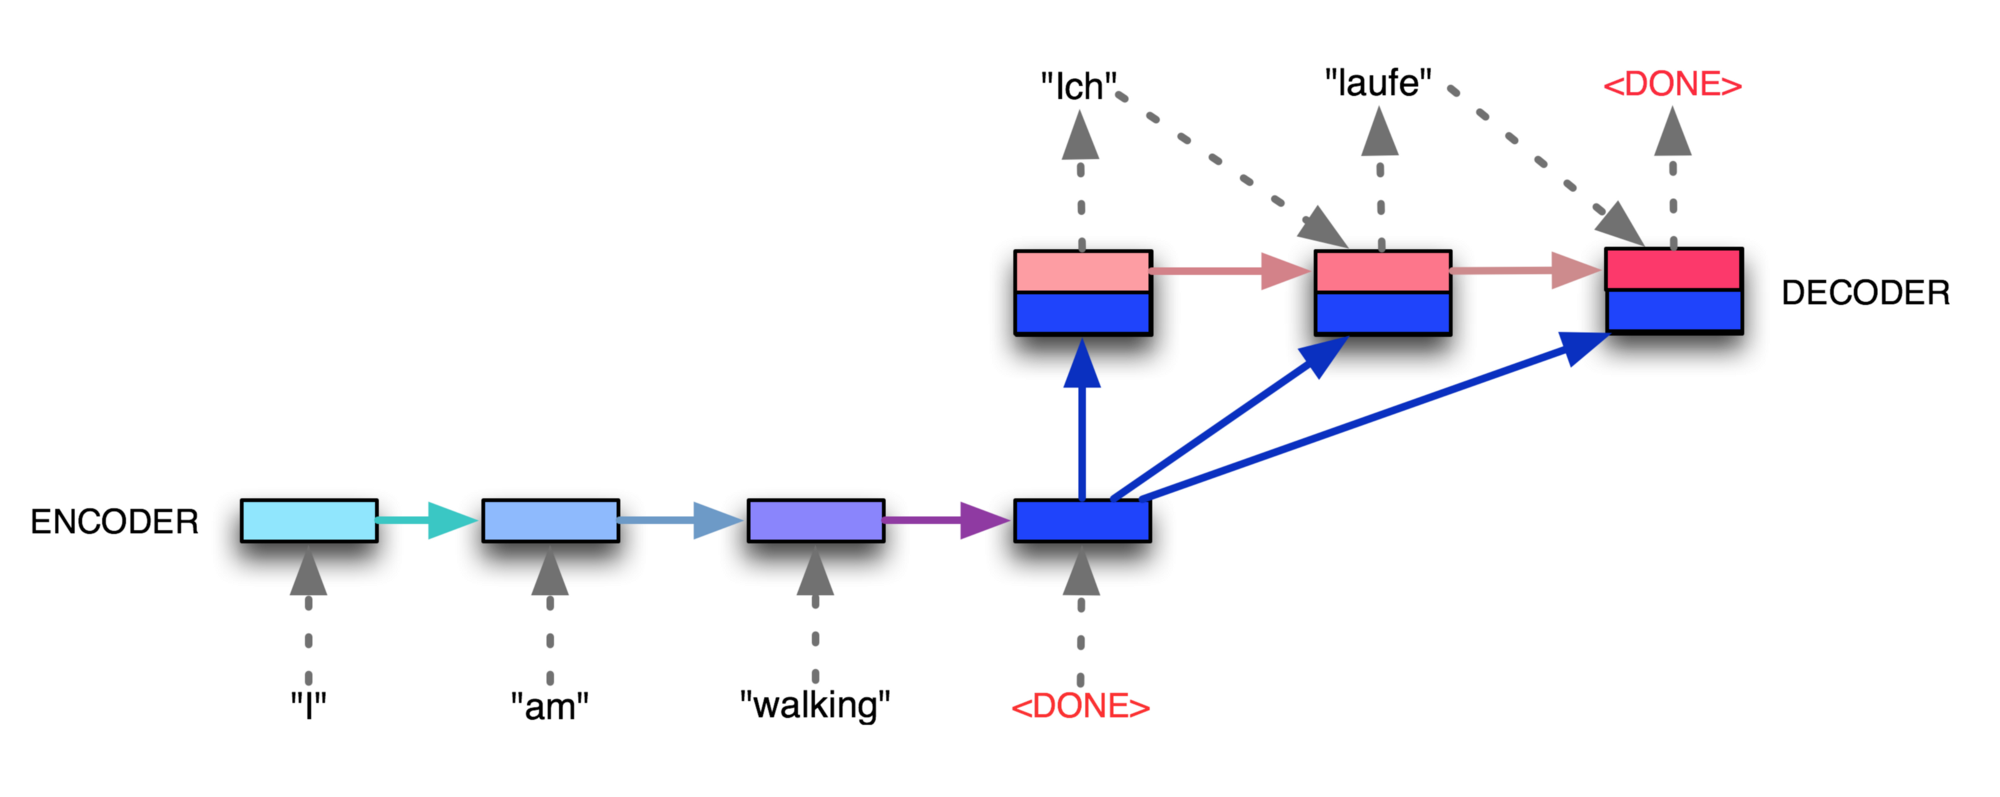 "Ich" "laufe" <DONE>
DECODER
ENCODER
"I" "am" "walking" <DONE>